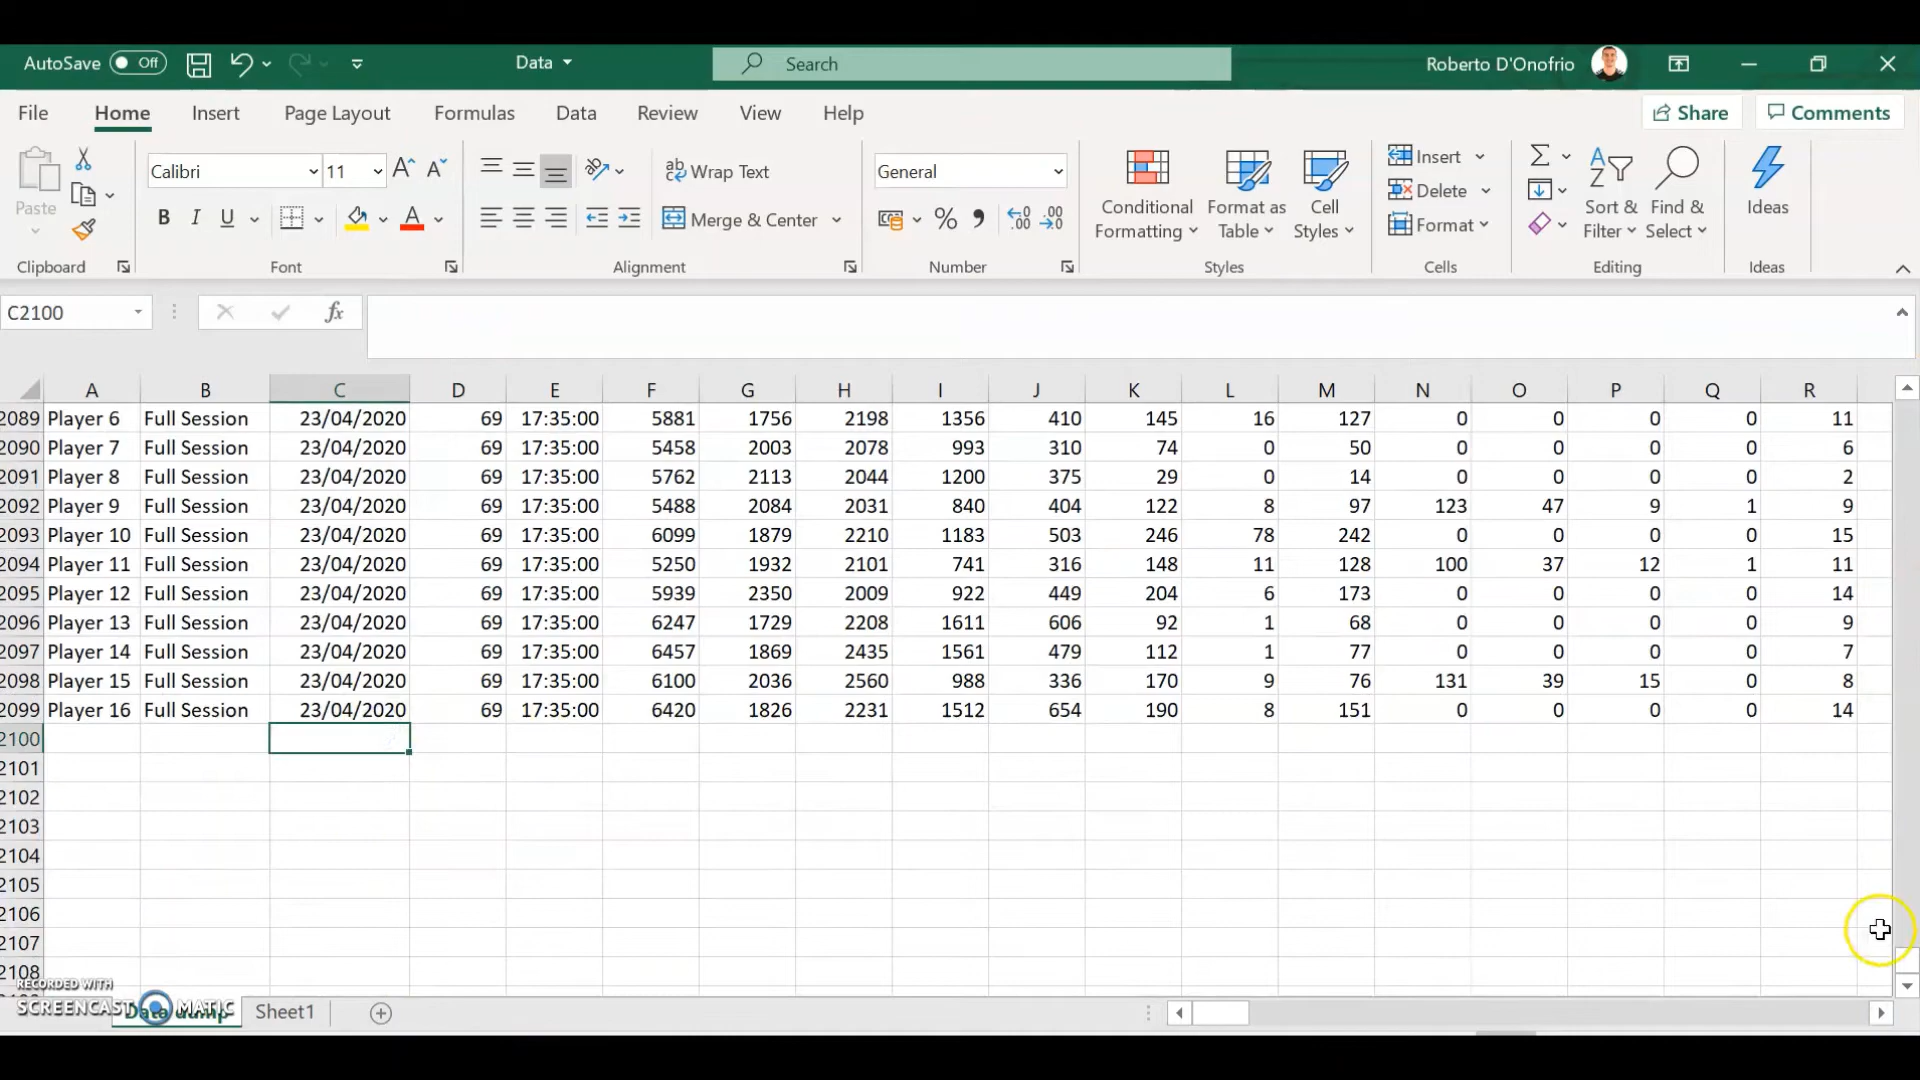 AutoSave Off Data Search Roberto D'Onofrio
File Home Insert Page Layout Formulas Data Review View Help Share Comments
Paste
Clipboard
Calibri 11
B I U
Font
Wrap Text
Merge & Center
Alignment
General
Number
Conditional Formatting
Format as Table
Cell Styles
Styles
Insert
Delete
Format
Cells
Sort & Filter
Find & Select
Editing
Ideas
Ideas
C2100 fx
A B C D E F G H I J K L M N O P Q R
2089 Player 6 Full Session 23/04/2020 69 17:35:00 5881 1756 2198 1356 410 145 16 127 0 0 0 0 11
2090 Player 7 Full Session 23/04/2020 69 17:35:00 5458 2003 2078 993 310 74 0 50 0 0 0 0 6
2091 Player 8 Full Session 23/04/2020 69 17:35:00 5762 2113 2044 1200 375 29 0 14 0 0 0 0 2
2092 Player 9 Full Session 23/04/2020 69 17:35:00 5488 2084 2031 840 404 122 8 97 123 47 9 1 9
2093 Player 10 Full Session 23/04/2020 69 17:35:00 6099 1879 2210 1183 503 246 78 242 0 0 0 0 15
2094 Player 11 Full Session 23/04/2020 69 17:35:00 5250 1932 2101 741 316 148 11 128 100 37 12 1 11
2095 Player 12 Full Session 23/04/2020 69 17:35:00 5939 2350 2009 922 449 204 6 173 0 0 0 0 14
2096 Player 13 Full Session 23/04/2020 69 17:35:00 6247 1729 2208 1611 606 92 1 68 0 0 0 0 9
2097 Player 14 Full Session 23/04/2020 69 17:35:00 6457 1869 2435 1561 479 112 1 77 0 0 0 0 7
2098 Player 15 Full Session 23/04/2020 69 17:35:00 6100 2036 2560 988 336 170 9 76 131 39 15 0 8
2099 Player 16 Full Session 23/04/2020 69 17:35:00 6420 1826 2231 1512 654 190 8 151 0 0 0 0 14
2100
2101
2102
2103
2104
2105
2106
2107
2108
RECORDED WITH
SCREENCAST MATIC
Data dump Sheet1